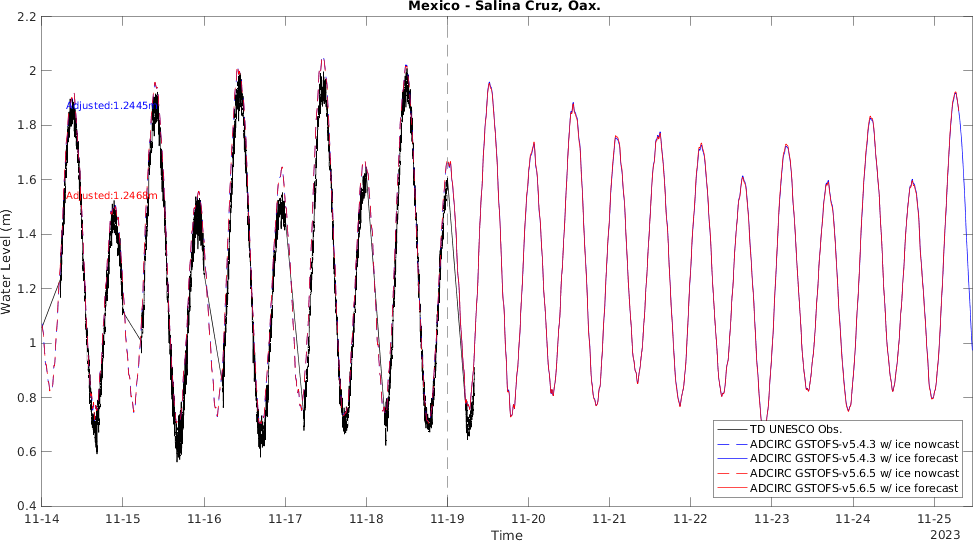 Mexico - Salina Cruz, Oax.
2.2
2
1.8
1.6
1.4
1.2
1
0.8
0.6
0.4
Water Level (m)
Adjusted:1.2445m
Adjusted:1.2468m
TD UNESCO Obs.
ADCIRC GSTOFS-v5.4.3 w/ ice nowcast
ADCIRC GSTOFS-v5.4.3 w/ ice forecast
ADCIRC GSTOFS-v5.6.5 w/ ice nowcast
ADCIRC GSTOFS-v5.6.5 w/ ice forecast
11-14 11-15 11-16 11-17 11-18 11-19 11-20 11-21 11-22 11-23 11-24 11-25
2023
Time